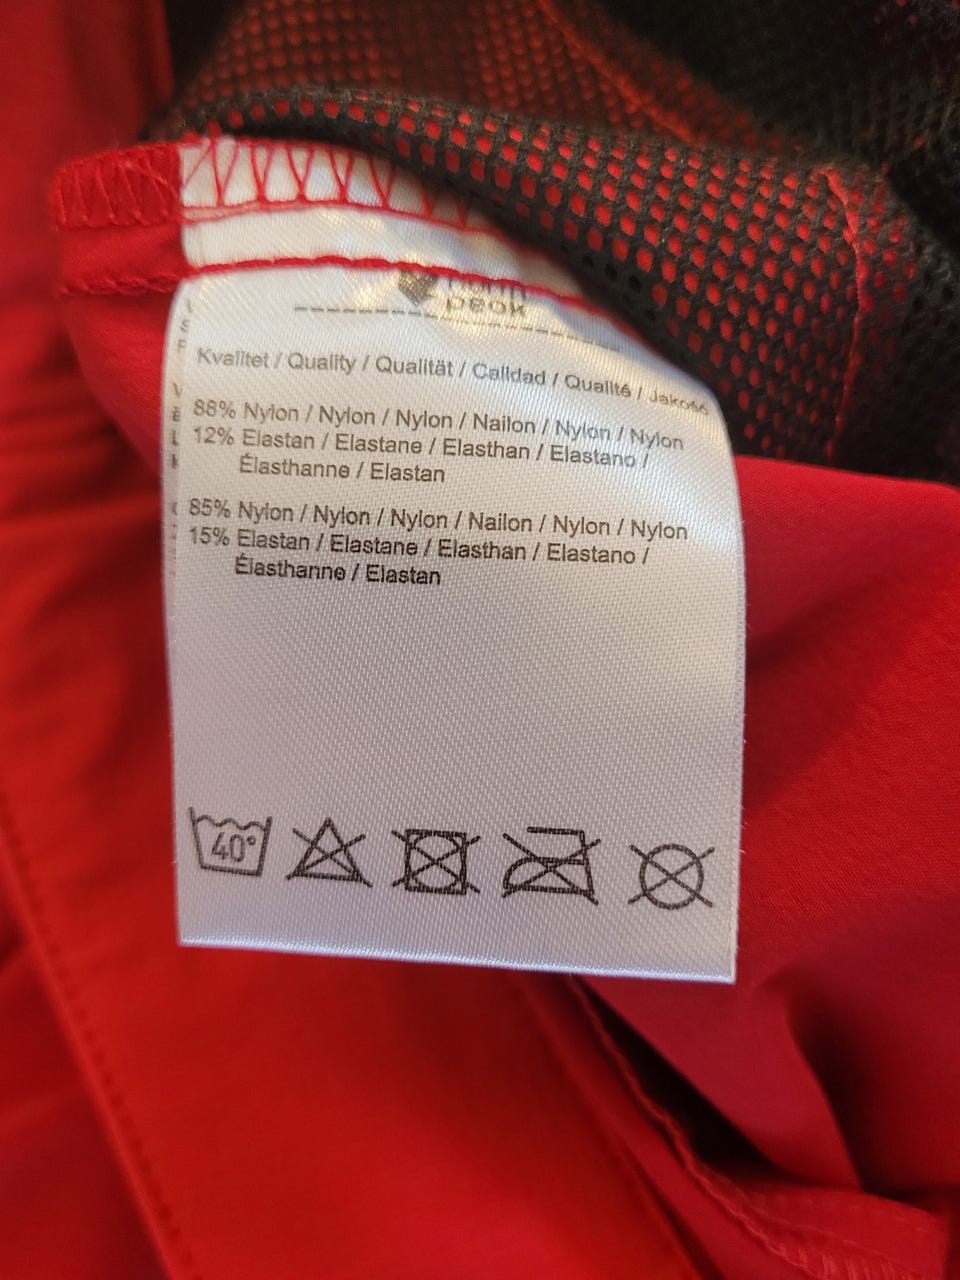 peak
Kvalitet / Quality / Qualität / Calidad / Qualité / Jakość
88% Nylon / Nylon / Nylon / Nailon / Nylon / Nylon
12% Elastan / Elastane / Elasthan / Elastano /
Élasthanne / Elastan
85% Nylon / Nylon / Nylon / Nailon / Nylon / Nylon
15% Elastan / Elastane / Elasthan / Elastano /
Élasthanne / Elastan
40°